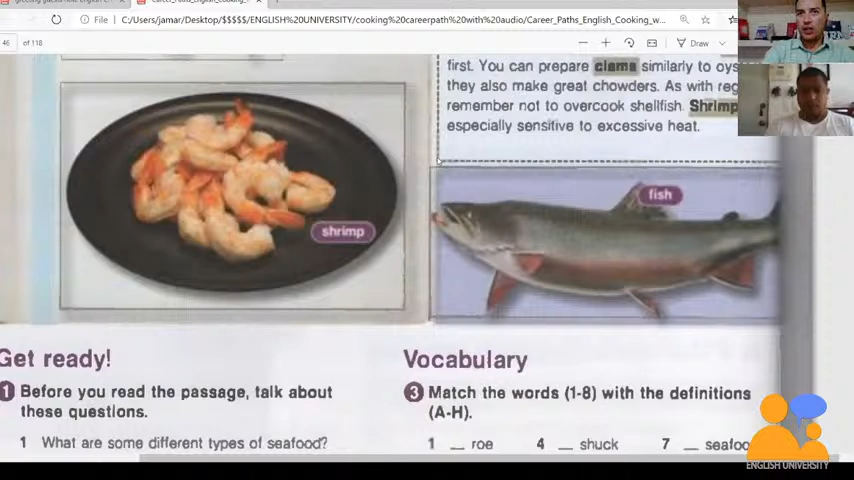 File
C:/Users/jamar/Desktop/$$$$$/ENGLISH%20UNIVERSITY/cooking%20careerpath%20with%20audio/Career_Paths_English_Cooking_w...
46 of 118
Draw
first. You can prepare clams similarly to
they also make great chowders. As with
remember not to overcook shellfish. Shrimp
especially sensitive to excessive heat.
shrimp
fish
Get ready!
1 Before you read the passage, talk about
these questions.
1 What are some different types of seafood?
Vocabulary
3 Match the words (1-8) with the definitions
(A-H).
1 __ roe 4 __ shuck 7 __
ENGLISH UNIVERSITY